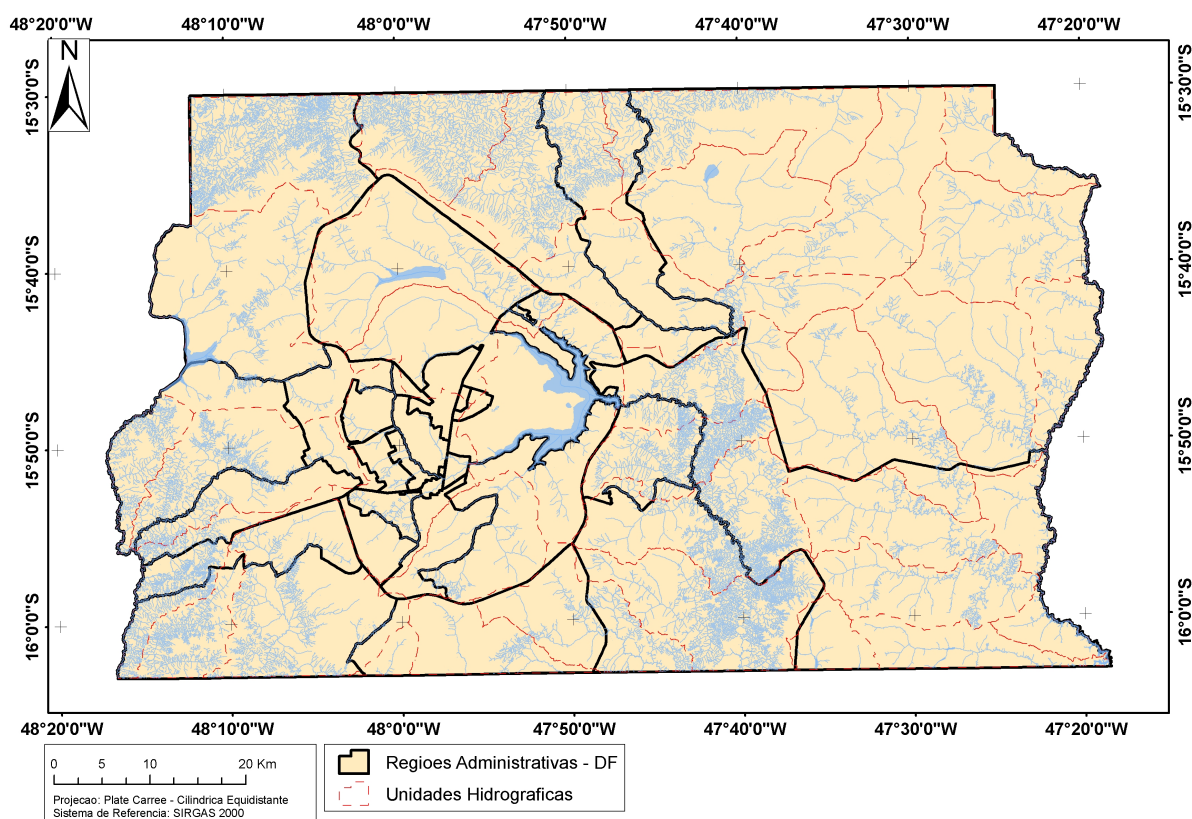 48°20'0"W 48°10'0"W 48°0'0"W 47°50'0"W 47°40'0"W 47°30'0"W 47°20'0"W
N
15°30'0"S 15°30'0"S
15°40'0"S 15°40'0"S
15°50'0"S 15°50'0"S
16°0'0"S 16°0'0"S
48°20'0"W 48°10'0"W 48°0'0"W 47°50'0"W 47°40'0"W 47°30'0"W 47°20'0"W
0 5 10 20 Km
Projecao: Plate Carree - Cilindrica Equidistante
Sistema de Referencia: SIRGAS 2000
Regioes Administrativas - DF
Unidades Hidrograficas